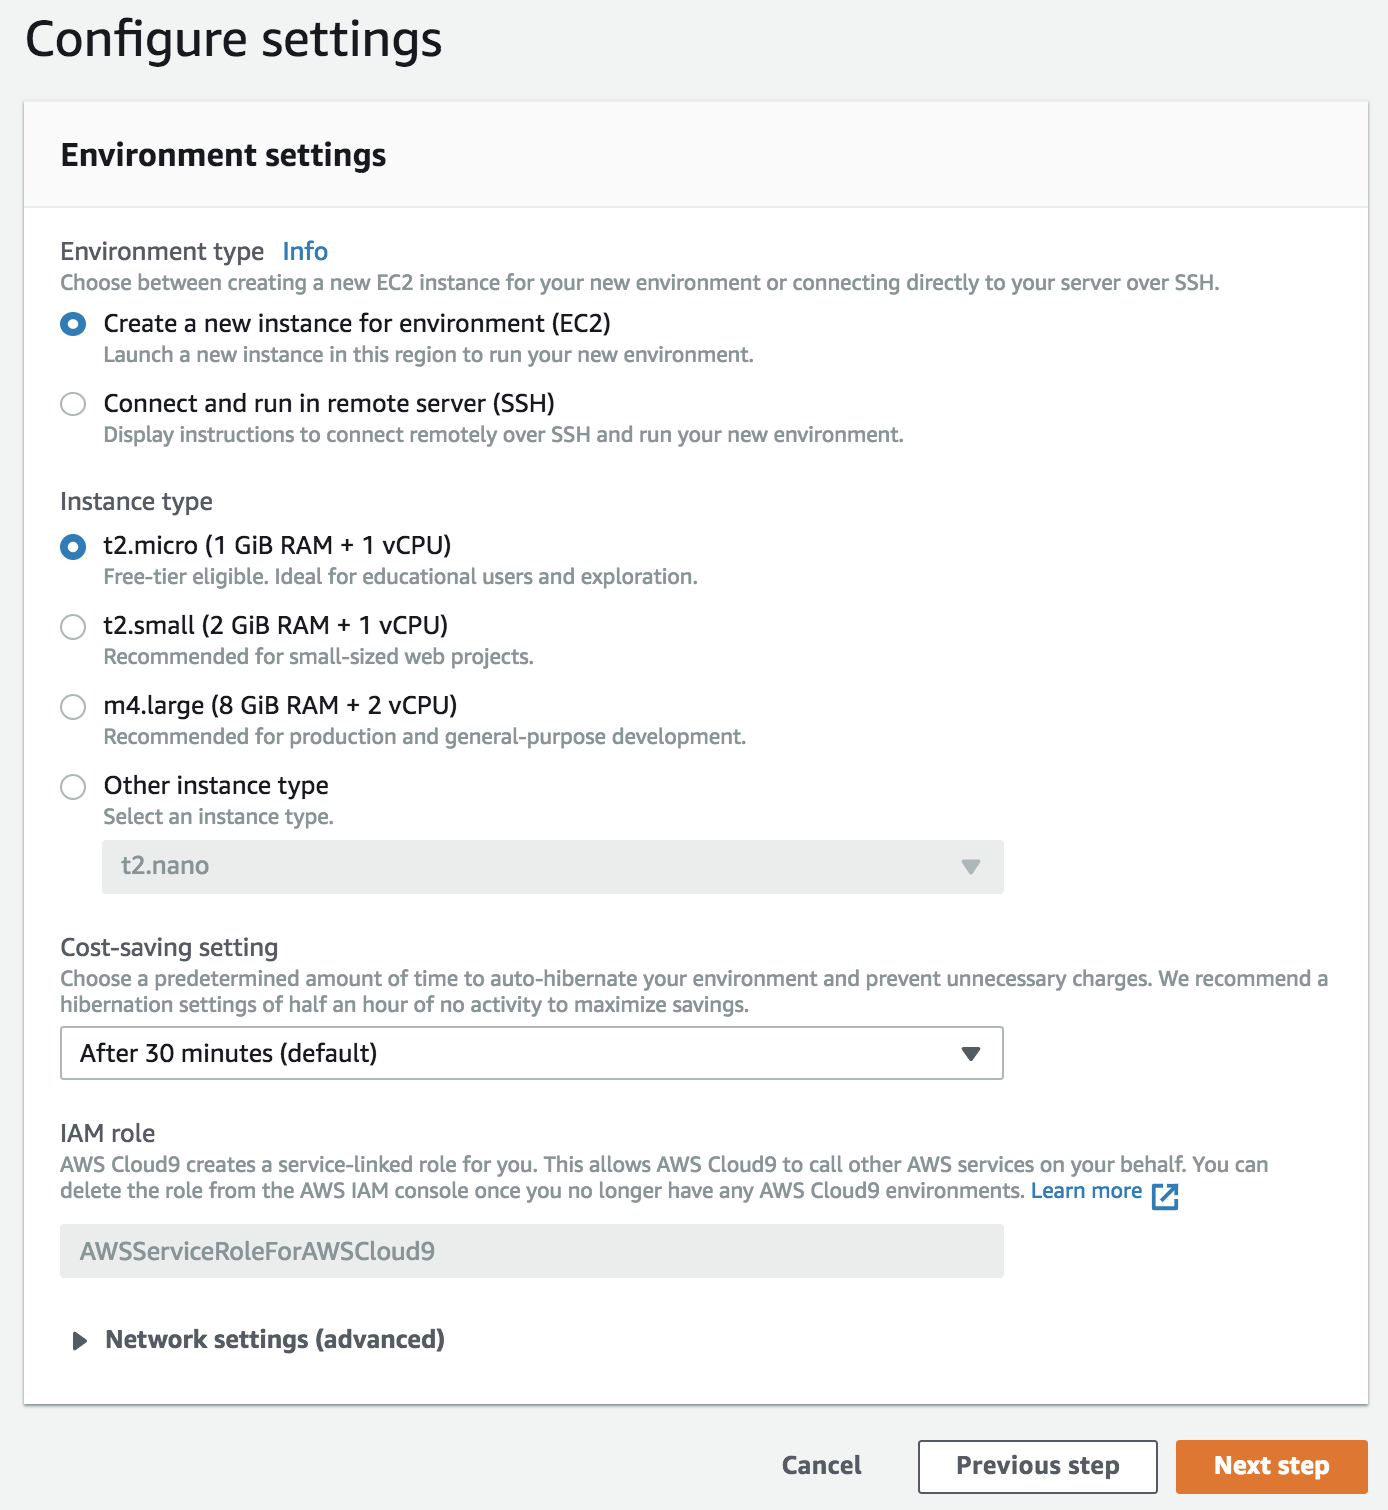 Configure settings
Environment settings
Environment type Info
Choose between creating a new EC2 instance for your new environment or connecting directly to your server over SSH.
Create a new instance for environment (EC2)
Launch a new instance in this region to run your new environment.
Connect and run in remote server (SSH)
Display instructions to connect remotely over SSH and run your new environment.
Instance type
t2.micro (1 GiB RAM + 1 vCPU)
Free-tier eligible. Ideal for educational users and exploration.
t2.small (2 GiB RAM + 1 vCPU)
Recommended for small-sized web projects.
m4.large (8 GiB RAM + 2 vCPU)
Recommended for production and general-purpose development.
Other instance type
Select an instance type.
t2.nano
Cost-saving setting
Choose a predetermined amount of time to auto-hibernate your environment and prevent unnecessary charges. We recommend a
hibernation settings of half an hour of no activity to maximize savings.
After 30 minutes (default)
IAM role
AWS Cloud9 creates a service-linked role for you. This allows AWS Cloud9 to call other AWS services on your behalf. You can
delete the role from the AWS IAM console once you no longer have any AWS Cloud9 environments. Learn more
AWSServiceRoleForAWSCloud9
Network settings (advanced)
Cancel Previous step Next step